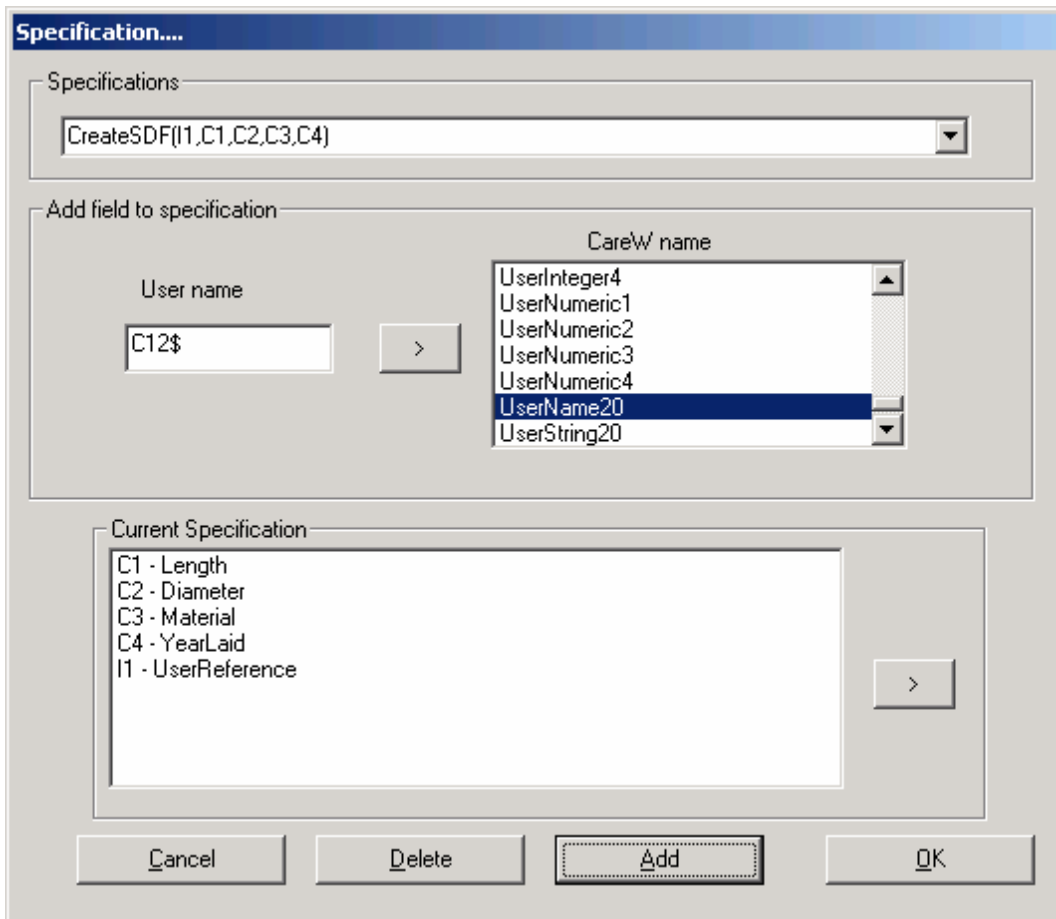 Specification....
Specifications
CreateSDF(I1,C1,C2,C3,C4)
Add field to specification
CareW name
User name
C12$
>
UserInteger4
UserNumeric1
UserNumeric2
UserNumeric3
UserNumeric4
UserName20
UserString20
Current Specification
C1 - Length
C2 - Diameter
C3 - Material
C4 - YearLaid
I1 - UserReference
>
Cancel Delete Add OK